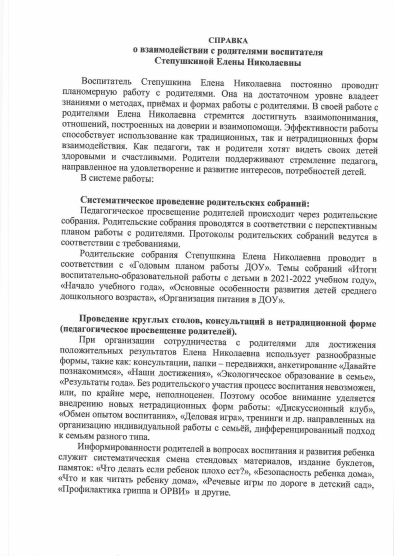 СПРАВКА
о взаимодействии с родителями воспитателя
Степушкиной Елены Николаевны
Воспитатель Степушкина Елена Николаевна постоянно проводит
планомерную работу с родителями. Она на достаточном уровне владеет
знаниями о методах, приёмах и формах работы с родителями. В своей работе с
родителями Елена Николаевна стремится достигнуть взаимопонимания,
отношений, построенных на доверии и взаимопомощи. Эффективности работы
способствует использование как традиционных, так и нетрадиционных форм
взаимодействия. Как педагоги, так и родители хотят видеть своих детей
здоровыми и счастливыми. Родители поддерживают стремление педагога,
направленное на удовлетворение и развитие интересов, потребностей детей.
В системе работы:
Систематическое проведение родительских собраний:
Педагогическое просвещение родителей происходит через родительские
собрания. Родительские собрания проводятся в соответствии с перспективным
планом работы с родителями. Протоколы родительских собраний ведутся в
соответствии с требованиями.
Родительские собрания Степушкина Елена Николаевна проводит в
соответствии с «Годовым планом работы ДОУ». Темы собраний «Итоги
воспитательно-образовательной работы с детьми в 2021-2022 учебном году»,
«Начало учебного года», «Основные особенности развития детей среднего
дошкольного возраста», «Организация питания в ДОУ».
Проведение круглых столов, консультаций в нетрадиционной форме
(педагогическое просвещение родителей).
При организации сотрудничества с родителями для достижения
положительных результатов Елена Николаевна использует разнообразные
формы, такие как: консультации, папки – передвижки, анкетирование «Давайте
познакомимся», «Наши достижения», «Экологическое образование в семье»,
«Результаты года». Без родительского участия процесс воспитания невозможен,
или, по крайне мере, неполноценен. Поэтому особое внимание уделяется
внедрению новых нетрадиционных форм работы: «Дискуссионный клуб»,
«Обмен опытом воспитания», «Деловая игра», тренинги и др. направленных на
организацию индивидуальной работы с семьёй, дифференцированный подход
к семьям разного типа.
Информированности родителей в вопросах воспитания и развития ребенка
служит систематическая смена стендовых материалов, издание буклетов,
памяток: «Что делать если ребенок плохо ест?», «Безопасность ребенка дома»,
«Что и как читать ребенку дома», «Речевые игры по дороге в детский сад»,
«Профилактика гриппа и ОРВИ» и другие.